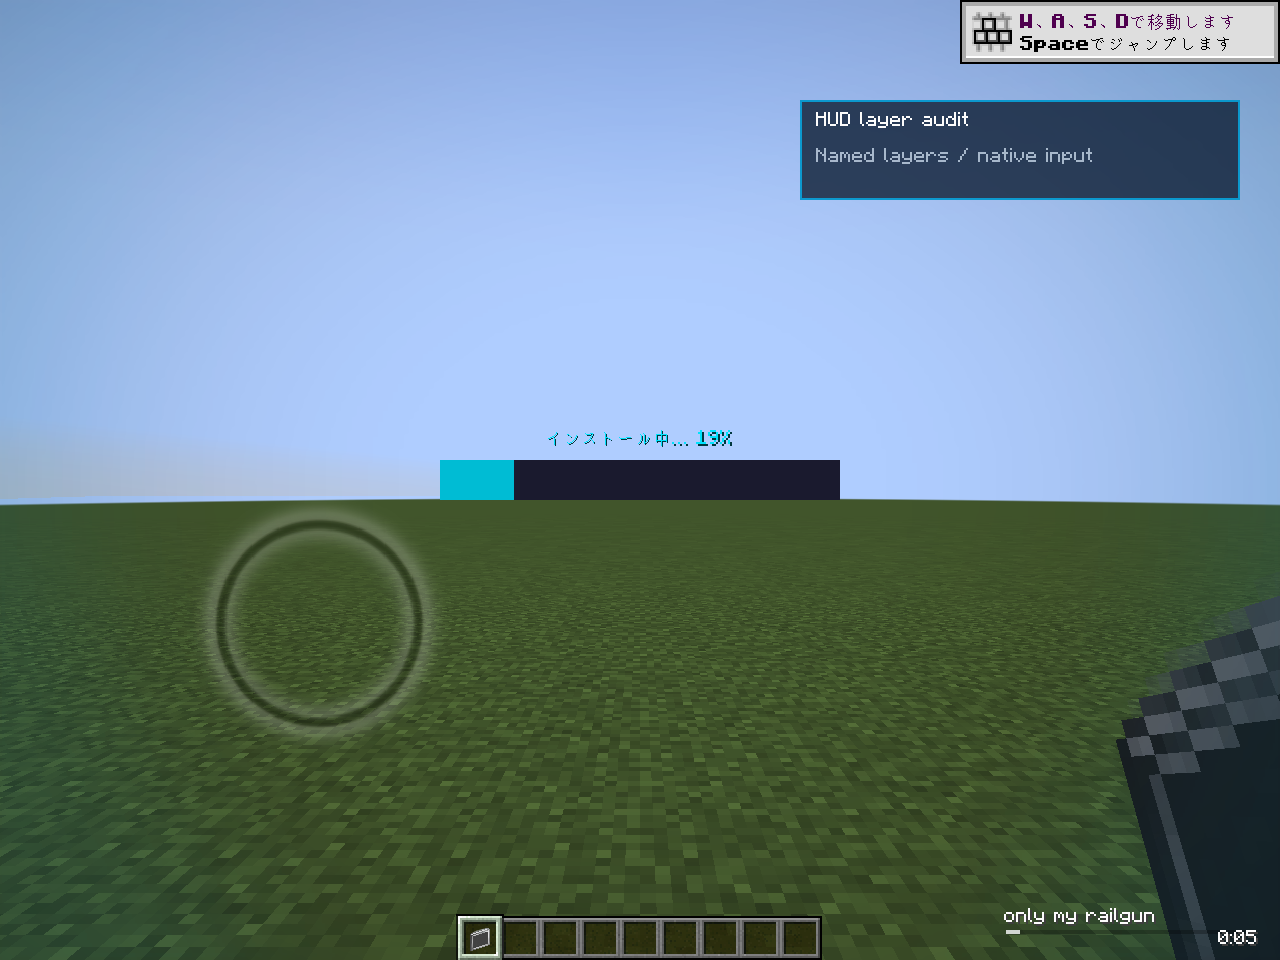 W、A、S、Dで移動します
Spaceでジャンプします
HUD layer audit
Named layers / native input
インストール中... 19%
only my railgun
0:05